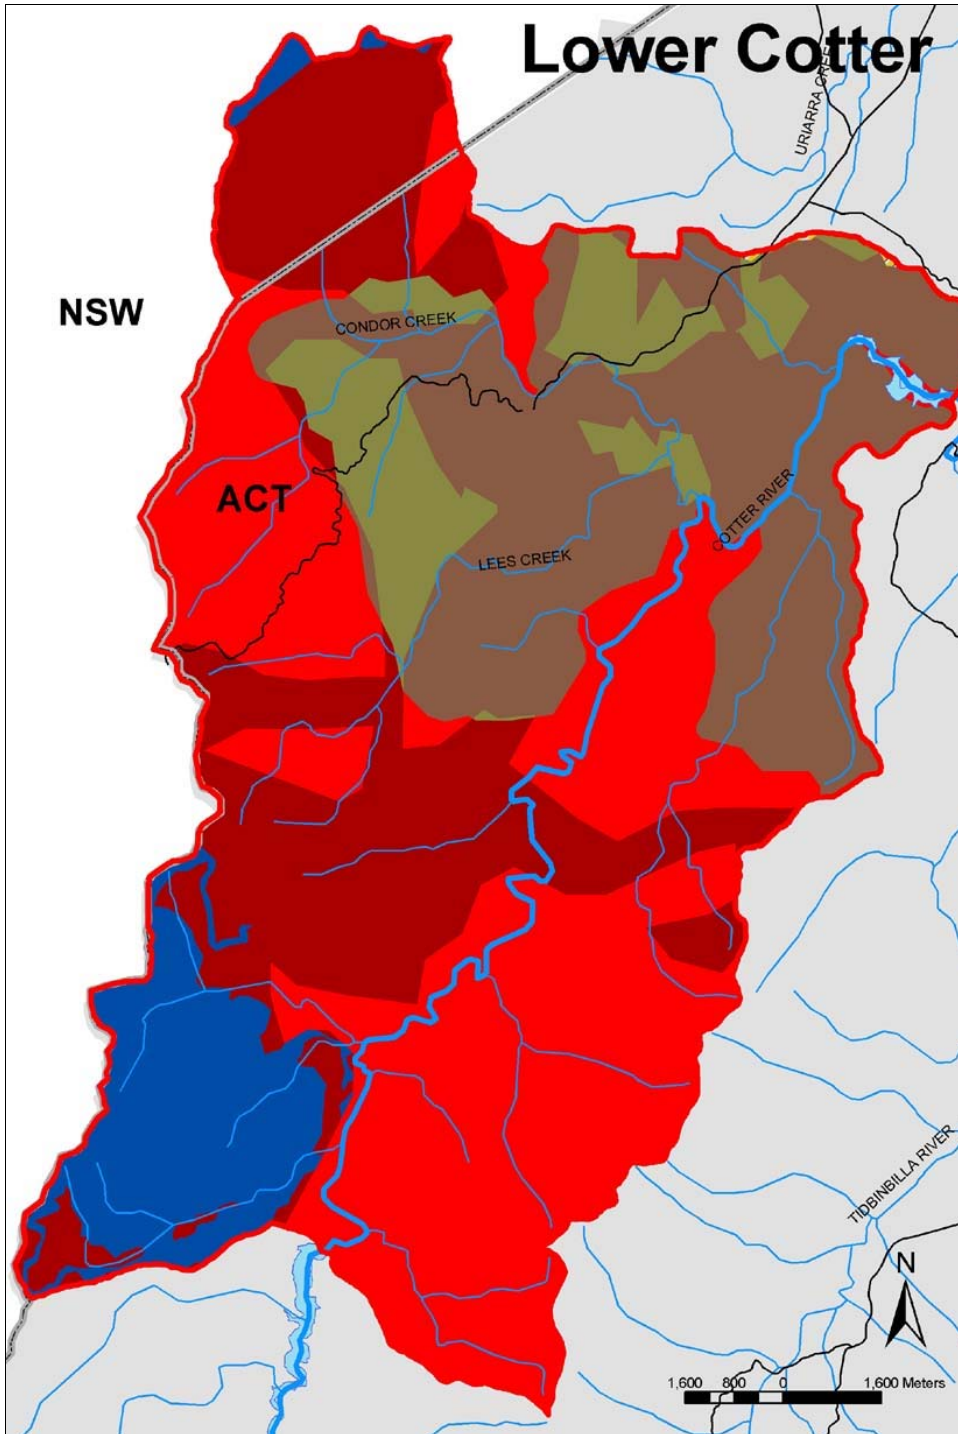 Lower Cotter
URIARRA CREEK
NSW
CONDOR CREEK
ACT
COTTER RIVER
LEES CREEK
TIDBINBILLA RIVER
N
1,600 800 0 1,600 Meters